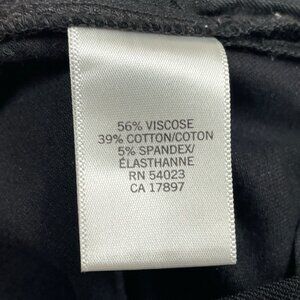 56% VISCOSE
39% COTTON/COTON
5% SPANDEX/
ÉLASTHANNE
RN 54023
CA 17897